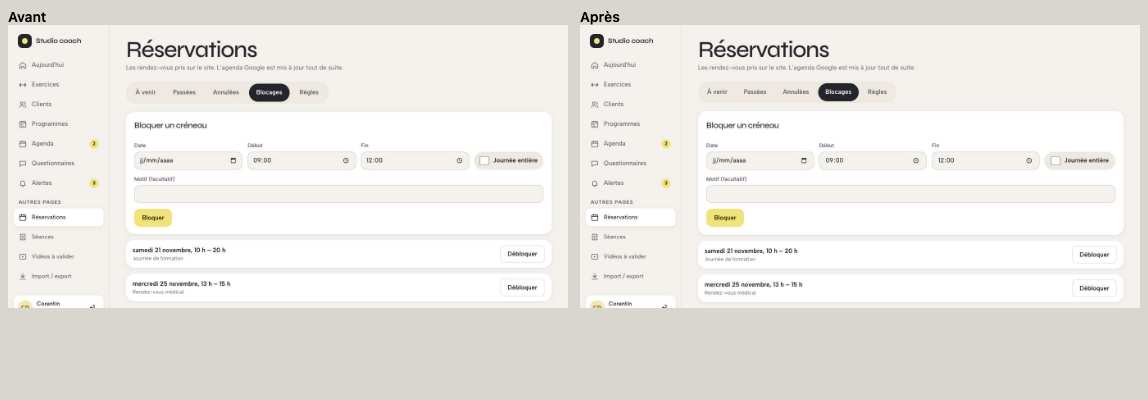 Avant
Studio coach
Aujourd'hui
Exercices
Clients
Programmes
Agenda 2
Questionnaires
Alertes 3
AUTRES PAGES
Réservations
Séances
Vidéos à valider
Import / export
Corentin
Réservations
Les rendez-vous pris sur le site. L'agenda Google est mis à jour tout de suite.
À venir Passées Annulées Blocages Règles
Bloquer un créneau
Date Début Fin
jj/mm/aaaa 09:00 12:00 Journée entière
Motif (facultatif)
Bloquer
samedi 21 novembre, 10 h – 20 h
Journée de formation
Débloquer
mercredi 25 novembre, 13 h – 15 h
Rendez-vous médical
Débloquer
Après
Studio coach
Aujourd'hui
Exercices
Clients
Programmes
Agenda 2
Questionnaires
Alertes 3
AUTRES PAGES
Réservations
Séances
Vidéos à valider
Import / export
Corentin
Réservations
Les rendez-vous pris sur le site. L'agenda Google est mis à jour tout de suite.
À venir Passées Annulées Blocages Règles
Bloquer un créneau
Date Début Fin
jj/mm/aaaa 09:00 12:00 Journée entière
Motif (facultatif)
Bloquer
samedi 21 novembre, 10 h – 20 h
Journée de formation
Débloquer
mercredi 25 novembre, 13 h – 15 h
Rendez-vous médical
Débloquer